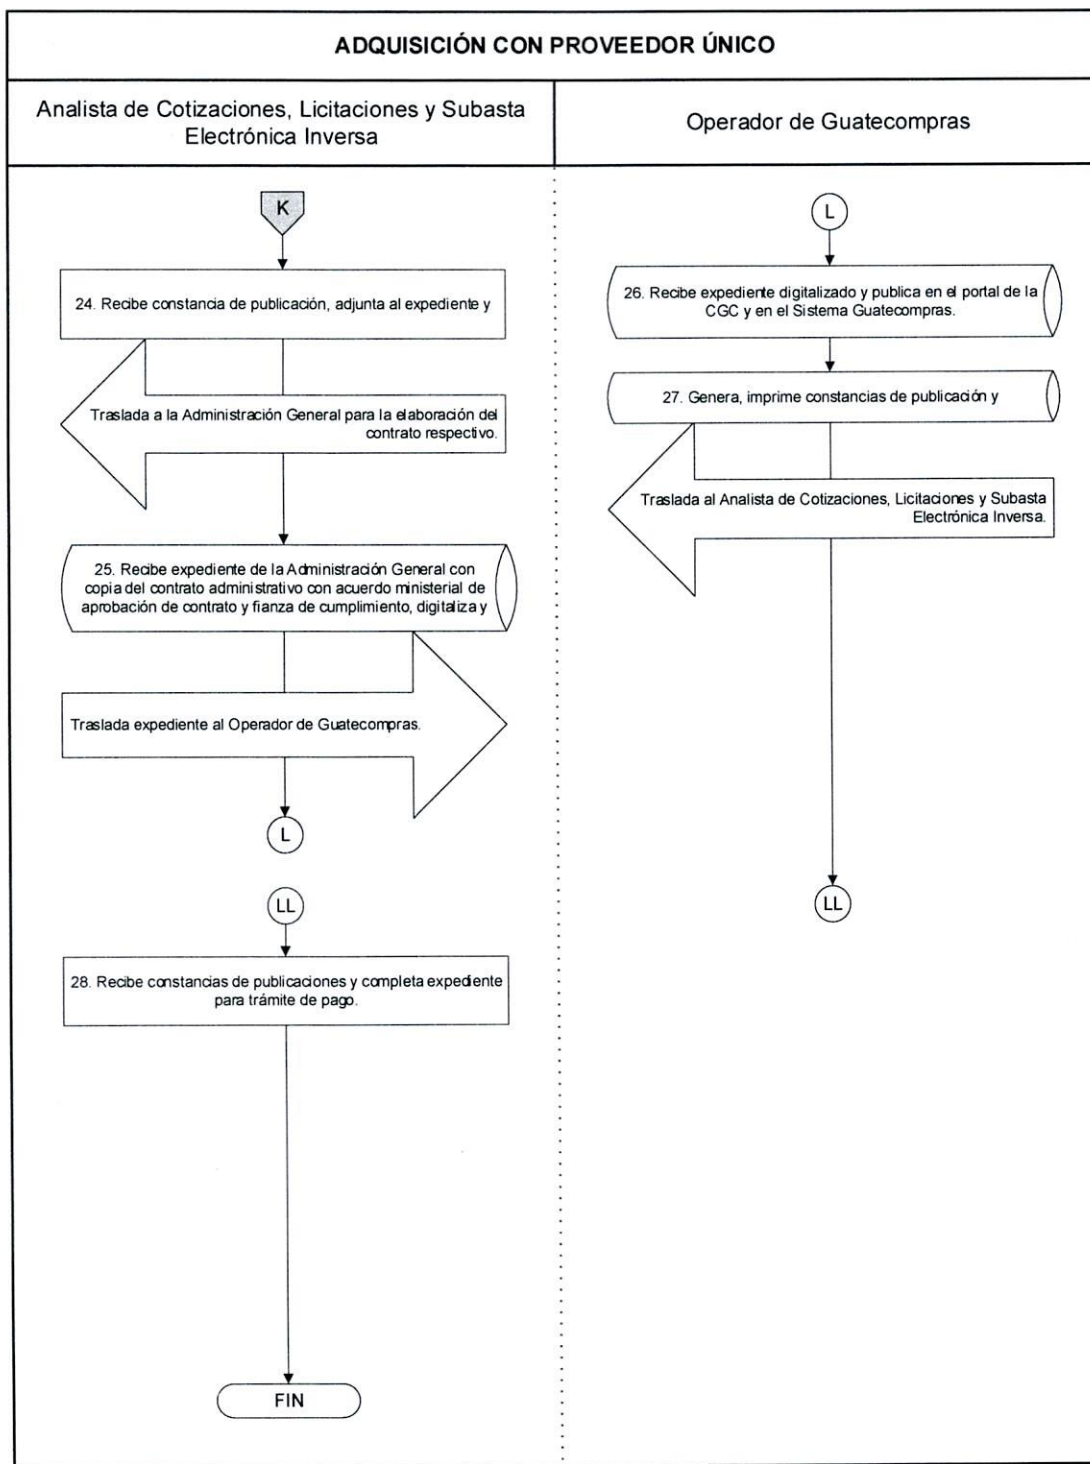 ADQUISICIÓN CON PROVEEDOR ÚNICO
Analista de Cotizaciones, Licitaciones y Subasta
Electrónica Inversa
Operador de Guatecompras
K
24. Recibe constancia de publicación, adjunta al expediente y
Traslada a la Administración General para la elaboración del
contrato respectivo.
25. Recibe expediente de la Administración General con
copia del contrato administrativo con acuerdo ministerial de
aprobación de contrato y fianza de cumplimiento, digitaliza y
Traslada expediente al Operador de Guatecompras.
L
LL
28. Recibe constancias de publicaciones y completa expediente
para trámite de pago.
FIN
L
26. Recibe expediente digitalizado y publica en el portal de la
CGC y en el Sistema Guatecompras.
27. Genera, imprime constancias de publicación y
Traslada al Analista de Cotizaciones, Licitaciones y Subasta
Electrónica Inversa.
LL